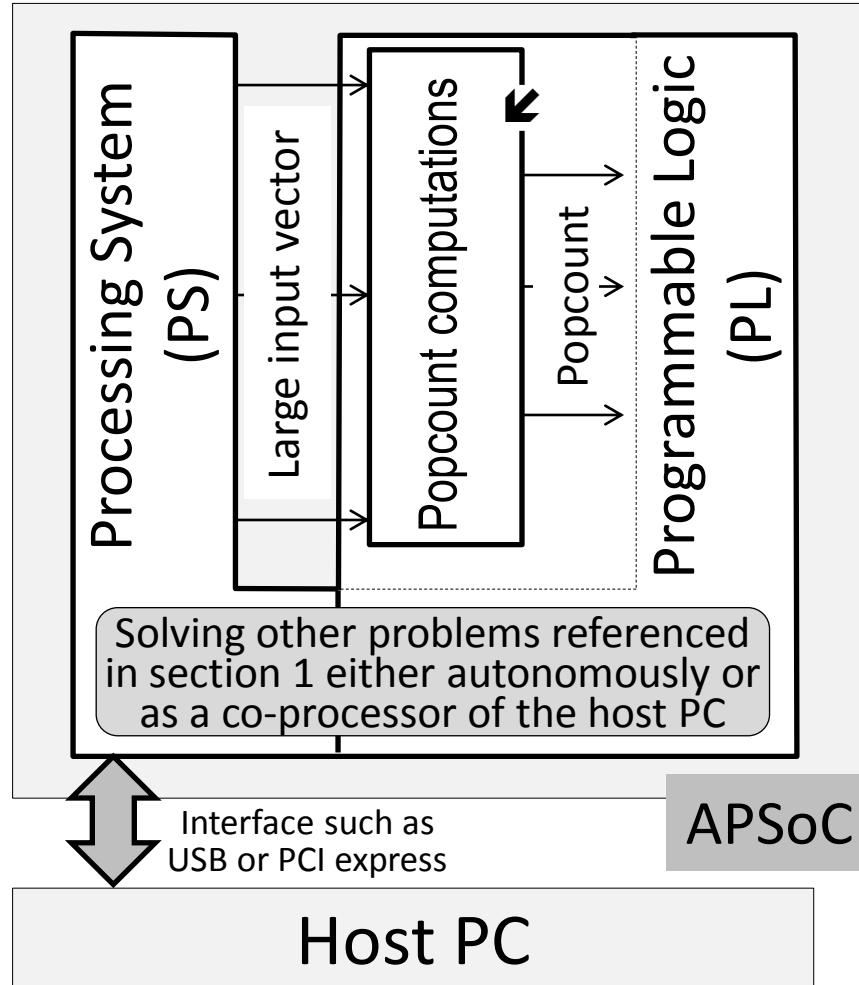 Processing System
(PS)
Large input vector
Popcount computations
Popcount
Programmable Logic
(PL)
Solving other problems referenced
in section 1 either autonomously or
as a co-processor of the host PC
APSoC
Interface such as
USB or PCI express
Host PC